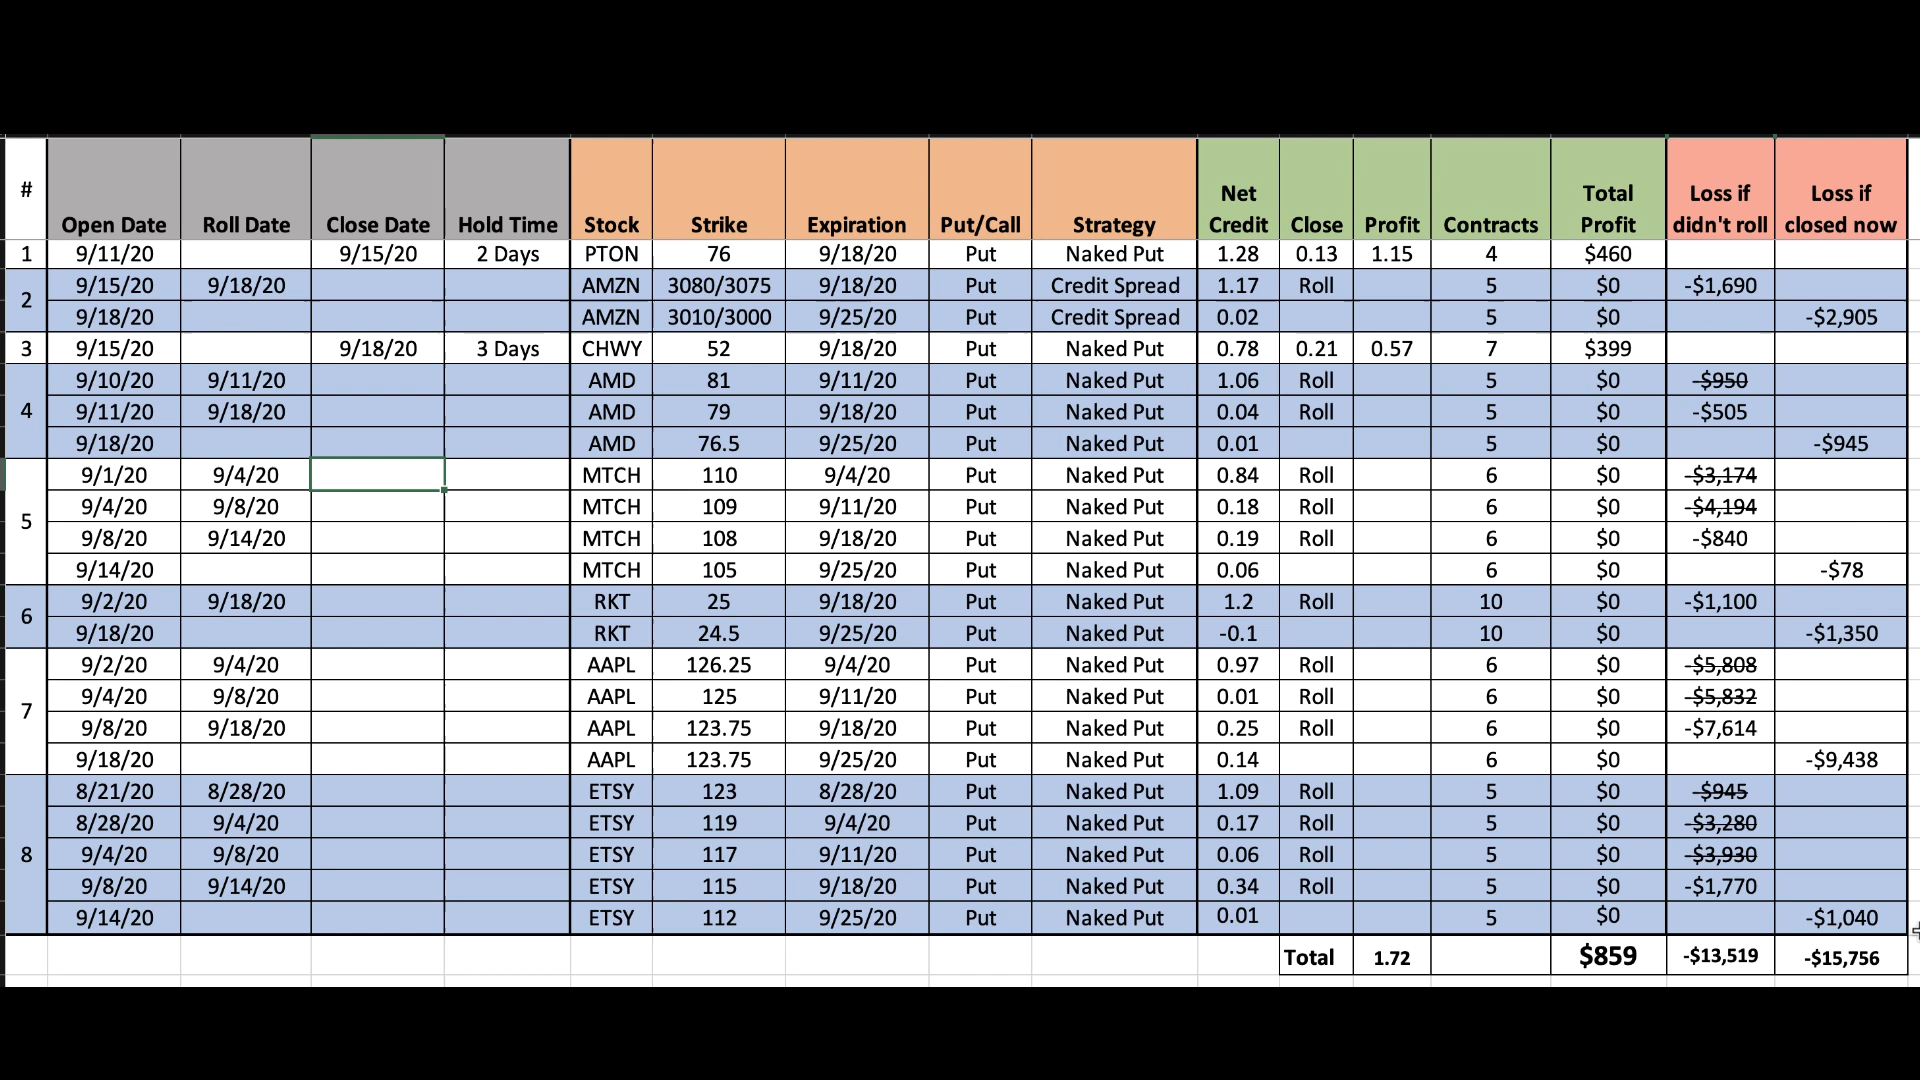 # Open Date Roll Date Close Date Hold Time Stock Strike Expiration Put/Call Strategy Net Credit Close Profit Contracts Total Profit Loss if didn't roll Loss if closed now
1 9/11/20 9/15/20 2 Days PTON 76 9/18/20 Put Naked Put 1.28 0.13 1.15 4 $460
2 9/15/20 9/18/20 AMZN 3080/3075 9/18/20 Put Credit Spread 1.17 Roll 5 $0 -$1,690
9/18/20 AMZN 3010/3000 9/25/20 Put Credit Spread 0.02 5 $0 -$2,905
3 9/15/20 9/18/20 3 Days CHWY 52 9/18/20 Put Naked Put 0.78 0.21 0.57 7 $399
4 9/10/20 9/11/20 AMD 81 9/11/20 Put Naked Put 1.06 Roll 5 $0 -$950
9/11/20 9/18/20 AMD 79 9/18/20 Put Naked Put 0.04 Roll 5 $0 -$505
9/18/20 AMD 76.5 9/25/20 Put Naked Put 0.01 5 $0 -$945
5 9/1/20 9/4/20 MTCH 110 9/4/20 Put Naked Put 0.84 Roll 6 $0 -$3,174
9/4/20 9/8/20 MTCH 109 9/11/20 Put Naked Put 0.18 Roll 6 $0 -$4,194
9/8/20 9/14/20 MTCH 108 9/18/20 Put Naked Put 0.19 Roll 6 $0 -$840
9/14/20 MTCH 105 9/25/20 Put Naked Put 0.06 6 $0 -$78
6 9/2/20 9/18/20 RKT 25 9/18/20 Put Naked Put 1.2 Roll 10 $0 -$1,100
9/18/20 RKT 24.5 9/25/20 Put Naked Put -0.1 10 $0 -$1,350
7 9/2/20 9/4/20 AAPL 126.25 9/4/20 Put Naked Put 0.97 Roll 6 $0 -$5,808
9/4/20 9/8/20 AAPL 125 9/11/20 Put Naked Put 0.01 Roll 6 $0 -$5,832
9/8/20 9/18/20 AAPL 123.75 9/18/20 Put Naked Put 0.25 Roll 6 $0 -$7,614
9/18/20 AAPL 123.75 9/25/20 Put Naked Put 0.14 6 $0 -$9,438
8 8/21/20 8/28/20 ETSY 123 8/28/20 Put Naked Put 1.09 Roll 5 $0 -$945
8/28/20 9/4/20 ETSY 119 9/4/20 Put Naked Put 0.17 Roll 5 $0 -$3,280
9/4/20 9/8/20 ETSY 117 9/11/20 Put Naked Put 0.06 Roll 5 $0 -$3,930
9/8/20 9/14/20 ETSY 115 9/18/20 Put Naked Put 0.34 Roll 5 $0 -$1,770
9/14/20 ETSY 112 9/25/20 Put Naked Put 0.01 5 $0 -$1,040
Total 1.72 $859 -$13,519 -$15,756